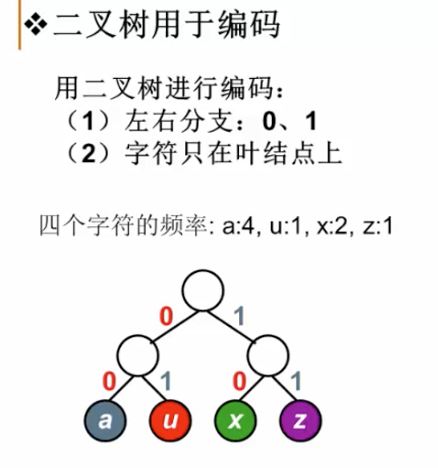 ❖二叉树用于编码
用二叉树进行编码：
（1）左右分支：0、1
（2）字符只在叶结点上
四个字符的频率: a:4, u:1, x:2, z:1
0 1
0 1 0 1
a u x z